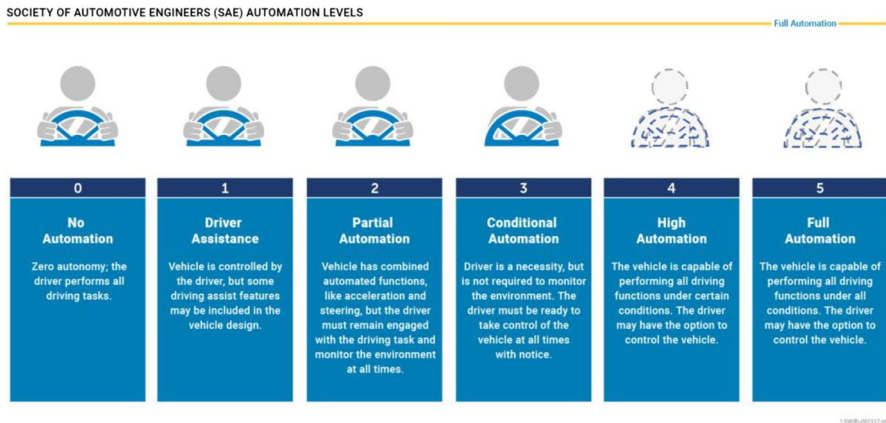 SOCIETY OF AUTOMOTIVE ENGINEERS (SAE) AUTOMATION LEVELS
Full Automation
0
No
Automation
Zero autonomy; the
driver performs all
driving tasks.
1
Driver
Assistance
Vehicle is controlled by
the driver, but some
driving assist features
may be included in the
vehicle design.
2
Partial
Automation
Vehicle has combined
automated functions,
like acceleration and
steering, but the driver
must remain engaged
with the driving task and
monitor the environment
at all times.
3
Conditional
Automation
Driver is a necessity, but
is not required to monitor
the environment. The
driver must be ready to
take control of the
vehicle at all times
with notice.
4
High
Automation
The vehicle is capable of
performing all driving
functions under certain
conditions. The driver
may have the option to
control the vehicle.
5
Full
Automation
The vehicle is capable of
performing all driving
functions under all
conditions. The driver
may have the option to
control the vehicle.